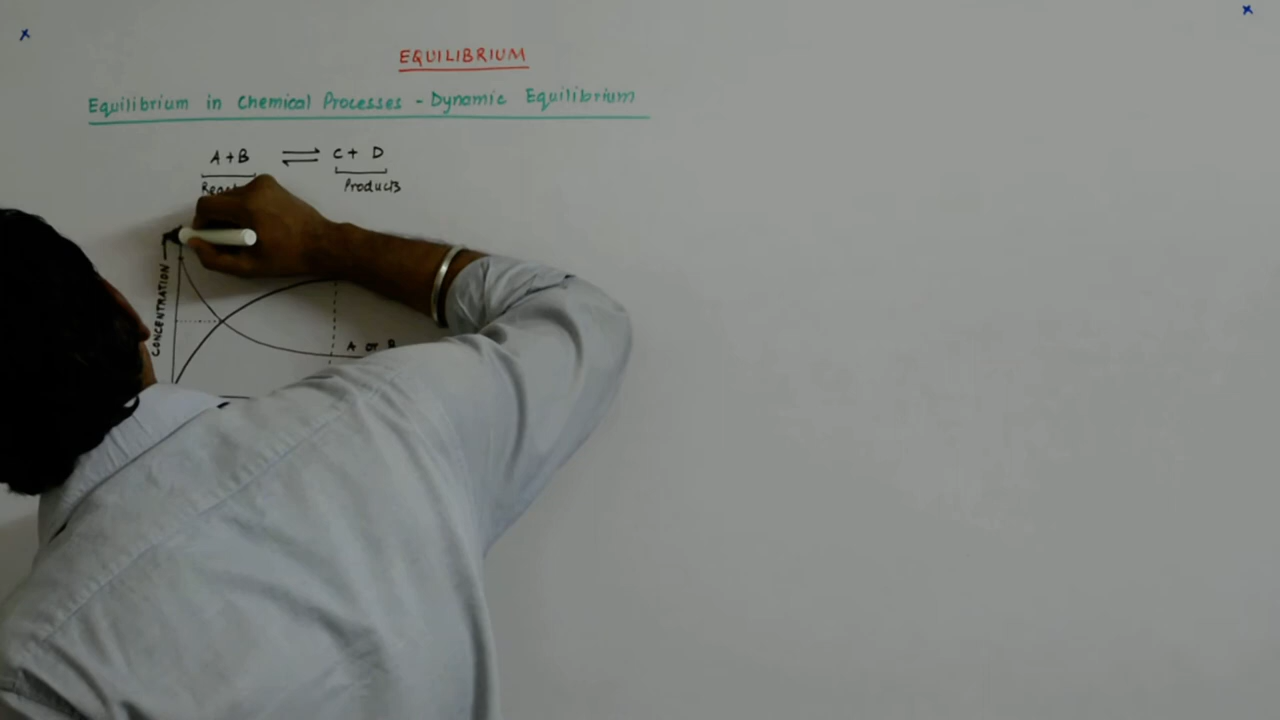 x
x
EQUILIBRIUM
Equilibrium in Chemical Processes - Dynamic Equilibrium
A + B ⇌ C + D
Products
CONCENTRATION
A or B